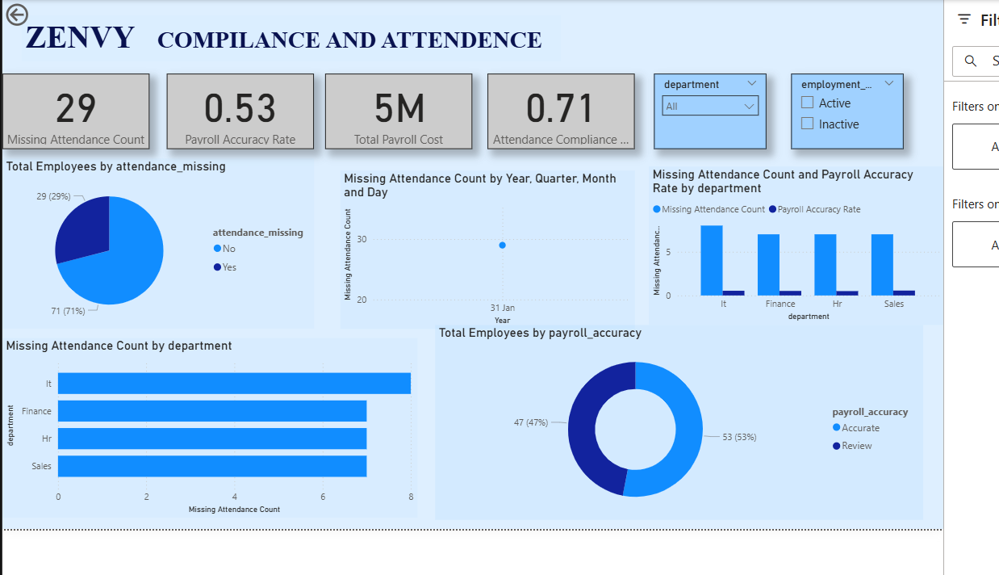 ZENVY COMPILANCE AND ATTENDENCE
29
Missing Attendance Count
0.53
Payroll Accuracy Rate
5M
Total Payroll Cost
0.71
Attendance Compliance ...
department
All
employment_...
Active
Inactive
Total Employees by attendance_missing
29 (29%)
71 (71%)
attendance_missing
No
Yes
Missing Attendance Count by Year, Quarter, Month
and Day
Missing Attendance Count
30
20
31 Jan
Year
Missing Attendance Count and Payroll Accuracy
Rate by department
Missing Attendance Count Payroll Accuracy Rate
Missing Attendanc...
5
0
It Finance Hr Sales
department
Missing Attendance Count by department
department
It
Finance
Hr
Sales
0 2 4 6 8
Missing Attendance Count
Total Employees by payroll_accuracy
47 (47%)
53 (53%)
payroll_accuracy
Accurate
Review
Filt
S
Filters on
A
Filters on
A